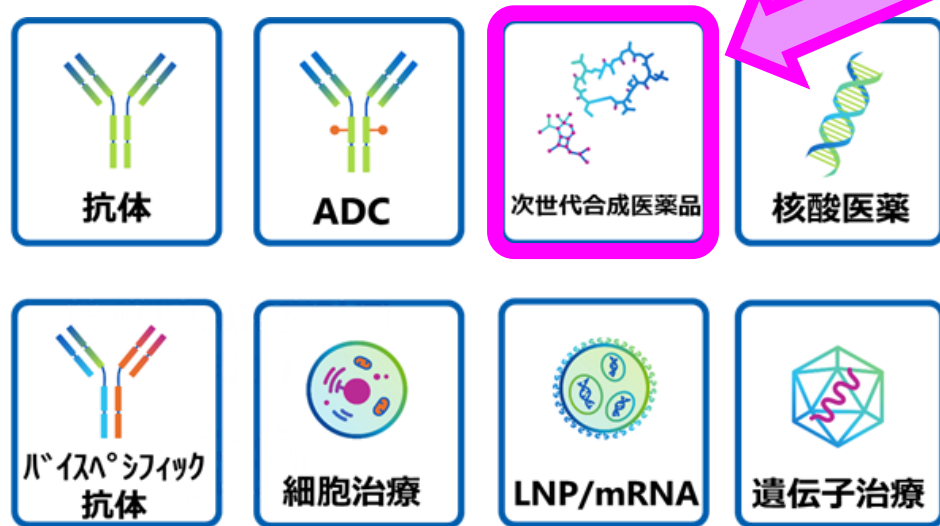 抗体
ADC
次世代合成医薬品
核酸医薬
バイスペシフィック
抗体
細胞治療
LNP/mRNA
遺伝子治療